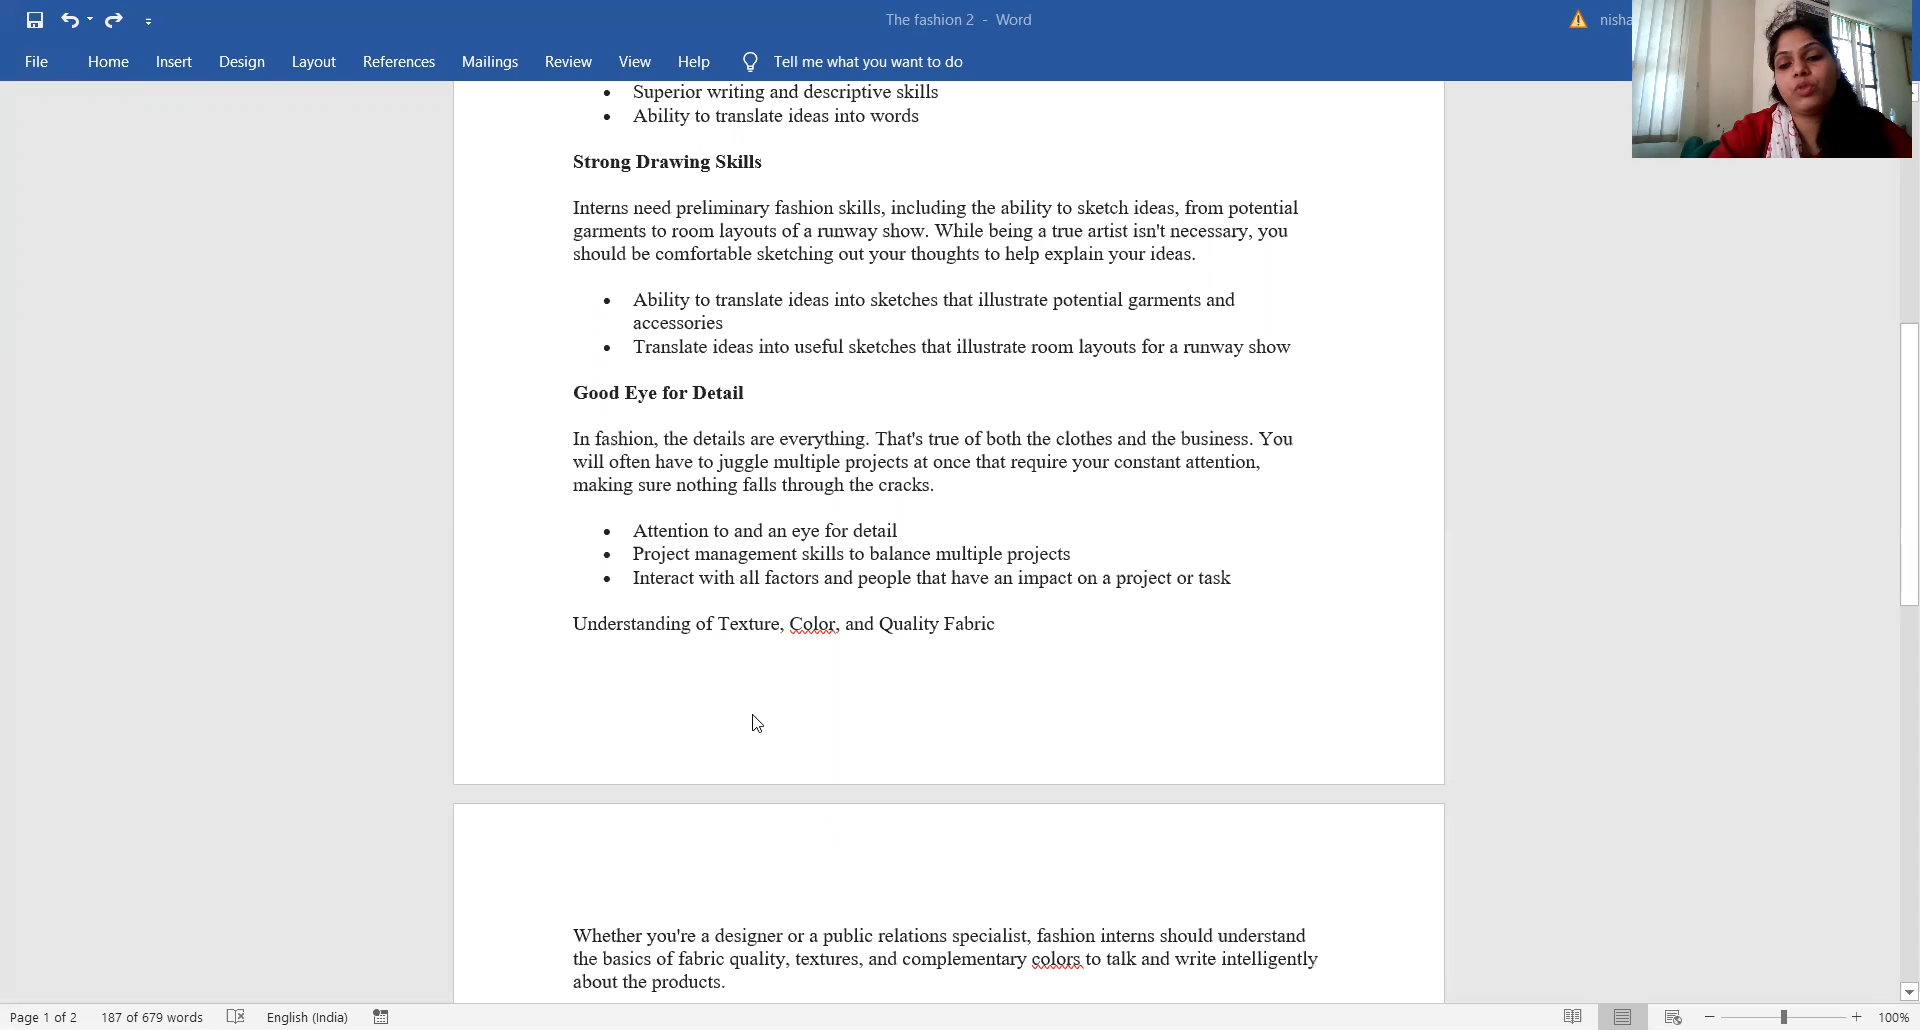 The fashion 2 - Word
nisha
File Home Insert Design Layout References Mailings Review View Help Tell me what you want to do
• Superior writing and descriptive skills
• Ability to translate ideas into words
Strong Drawing Skills
Interns need preliminary fashion skills, including the ability to sketch ideas, from potential
garments to room layouts of a runway show. While being a true artist isn't necessary, you
should be comfortable sketching out your thoughts to help explain your ideas.
• Ability to translate ideas into sketches that illustrate potential garments and
accessories
• Translate ideas into useful sketches that illustrate room layouts for a runway show
Good Eye for Detail
In fashion, the details are everything. That's true of both the clothes and the business. You
will often have to juggle multiple projects at once that require your constant attention,
making sure nothing falls through the cracks.
• Attention to and an eye for detail
• Project management skills to balance multiple projects
• Interact with all factors and people that have an impact on a project or task
Understanding of Texture, Color, and Quality Fabric
Whether you're a designer or a public relations specialist, fashion interns should understand
the basics of fabric quality, textures, and complementary colors to talk and write intelligently
about the products.
Page 1 of 2 187 of 679 words English (India) 100%